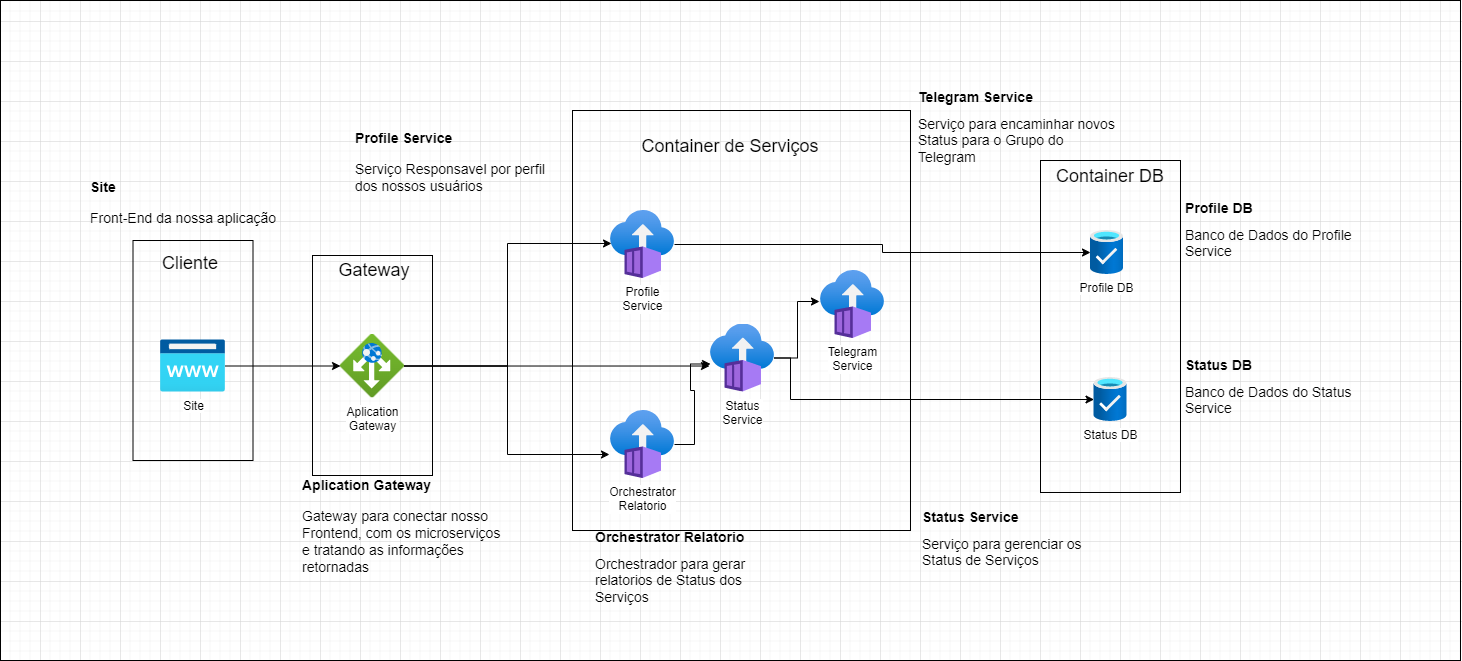 Telegram Service
Serviço para encaminhar novos
Status para o Grupo do
Telegram
Profile Service
Serviço Responsavel por perfil
dos nossos usuários
Container de Serviços
Container DB
Site
Front-End da nossa aplicação
Profile DB
Banco de Dados do Profile
Service
Cliente
Gateway
Profile
Service
Profile DB
Telegram
Service
WWW
Site
Aplication
Gateway
Status
Service
Status DB
Banco de Dados do Status
Service
Status DB
Orchestrator
Relatorio
Aplication Gateway
Gateway para conectar nosso
Frontend, com os microserviços
e tratando as informações
retornadas
Orchestrator Relatorio
Orchestrador para gerar
relatorios de Status dos
Serviços
Status Service
Serviço para gerenciar os
Status de Serviços